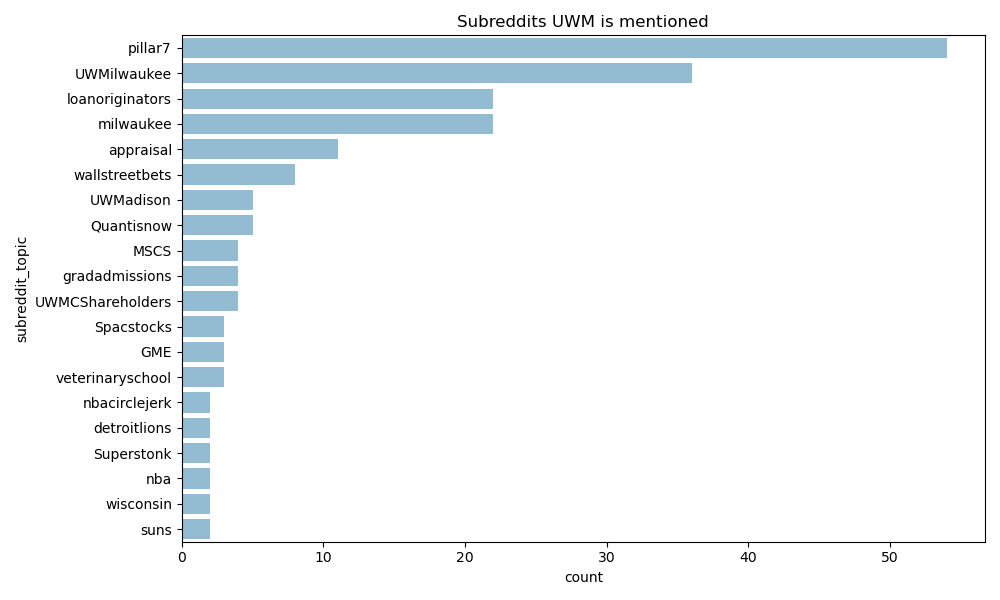 Subreddits UWM is mentioned
subreddit_topic
pillar7
UWMilwaukee
loanoriginators
milwaukee
appraisal
wallstreetbets
UWMadison
Quantisnow
MSCS
gradadmissions
UWMCShareholders
Spacstocks
GME
veterinaryschool
nbacirclejerk
detroitlions
Superstonk
nba
wisconsin
suns
0 10 20 30 40 50
count